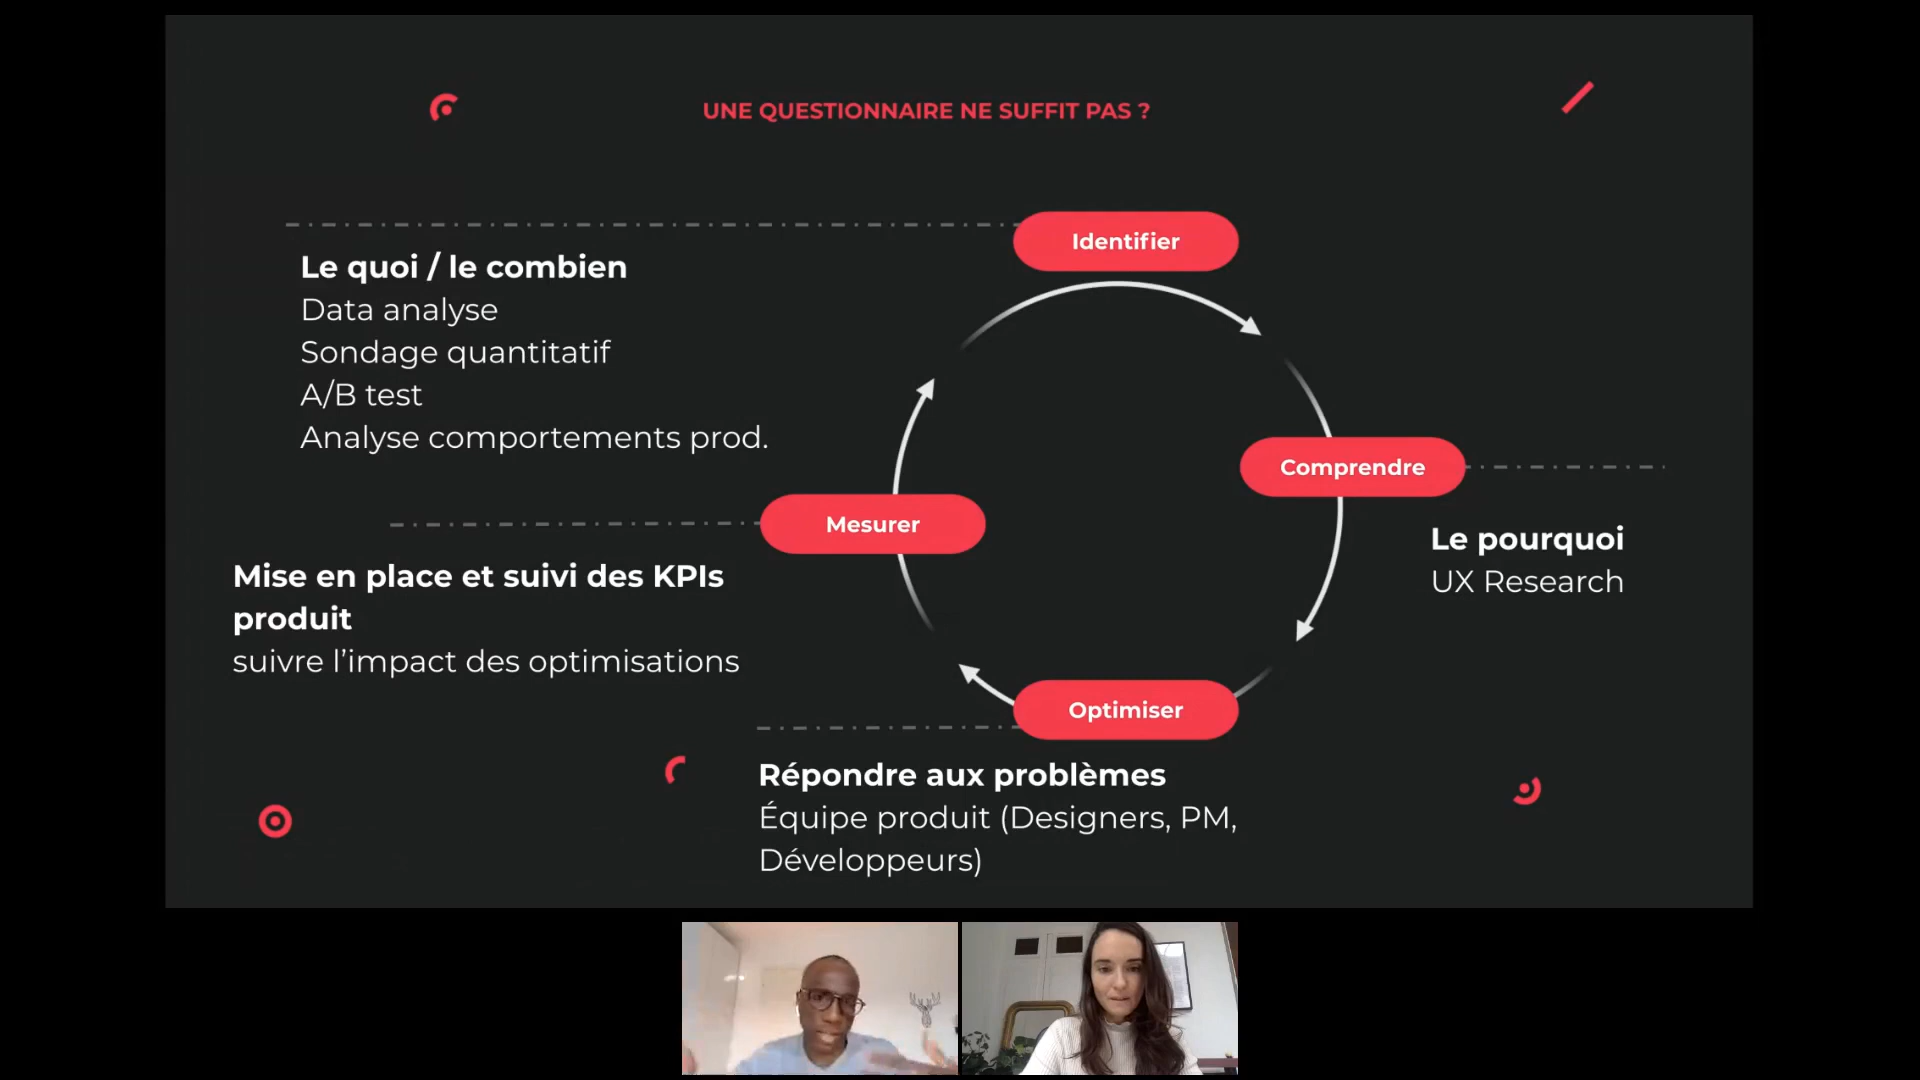 UNE QUESTIONNAIRE NE SUFFIT PAS ?
Identifier
Le quoi / le combien
Data analyse
Sondage quantitatif
A/B test
Analyse comportements prod.
Comprendre
Le pourquoi
UX Research
Mesurer
Mise en place et suivi des KPIs
produit
suivre l’impact des optimisations
Optimiser
Répondre aux problèmes
Équipe produit (Designers, PM,
Développeurs)